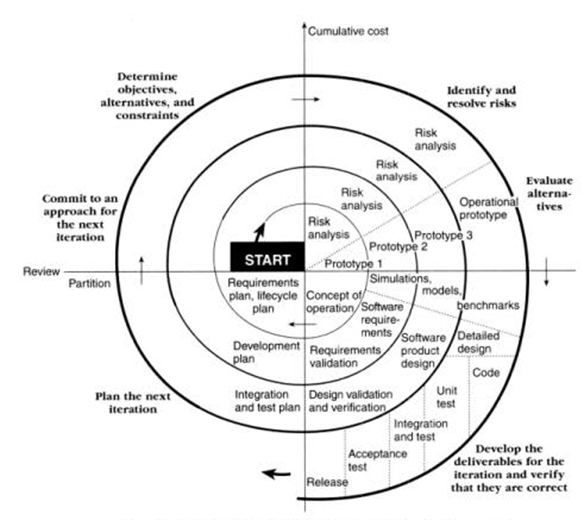 Cumulative cost
Determine
objectives,
alternatives, and
constraints
Identify and
resolve risks
Risk
analysis
Risk
analysis
Risk
analysis
Risk
analysis
Evaluate
alterna-
tives
Operational
prototype
Commit to an
approach for
the next
iteration
Prototype 3
Prototype 2
Prototype 1
START
Review
Partition
Requirements
plan, lifecycle
plan
Concept of
operation
Simulations,
models,
benchmarks
Software
require-
ments
Software
product
design
Detailed
design
Development
plan
Requirements
validation
Code
Unit
test
Plan the next
iteration
Integration
and test plan
Design validation
and verification
Integration
and test
Acceptance
test
Release
Develop the
deliverables for the
iteration and verify
that they are correct